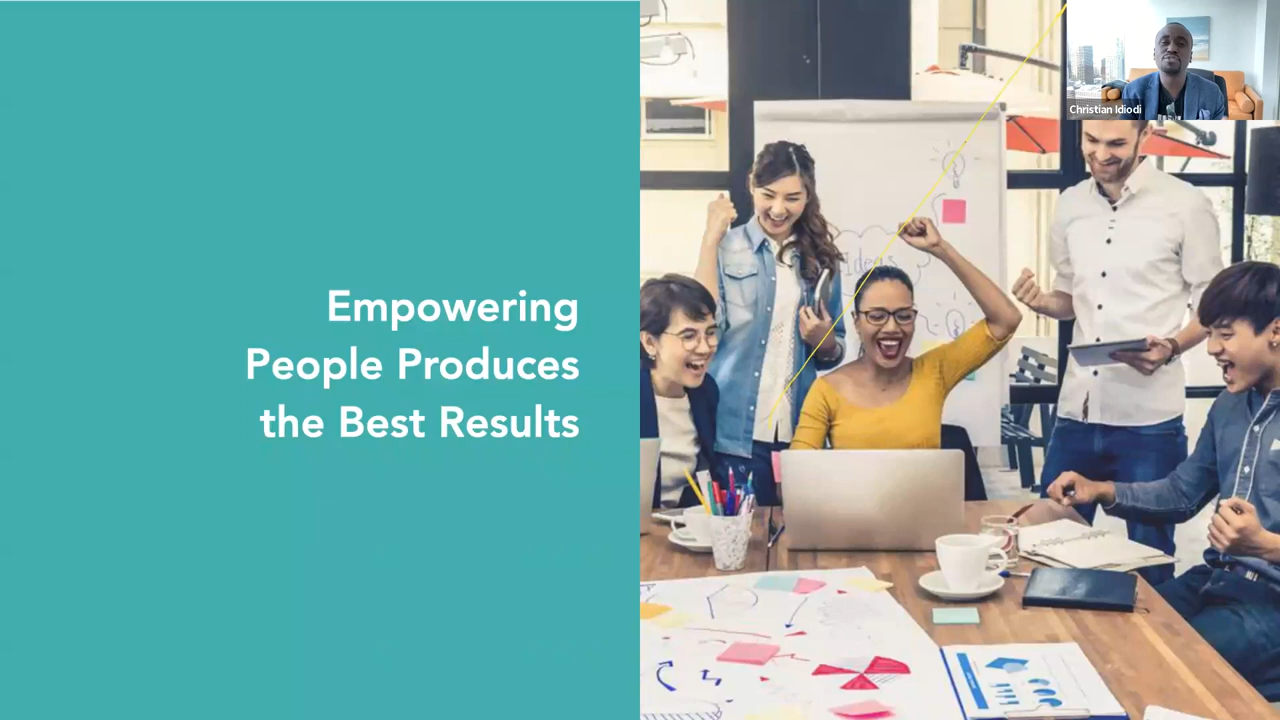 Empowering
People Produces
the Best Results
Christian Idiodi
Ideas